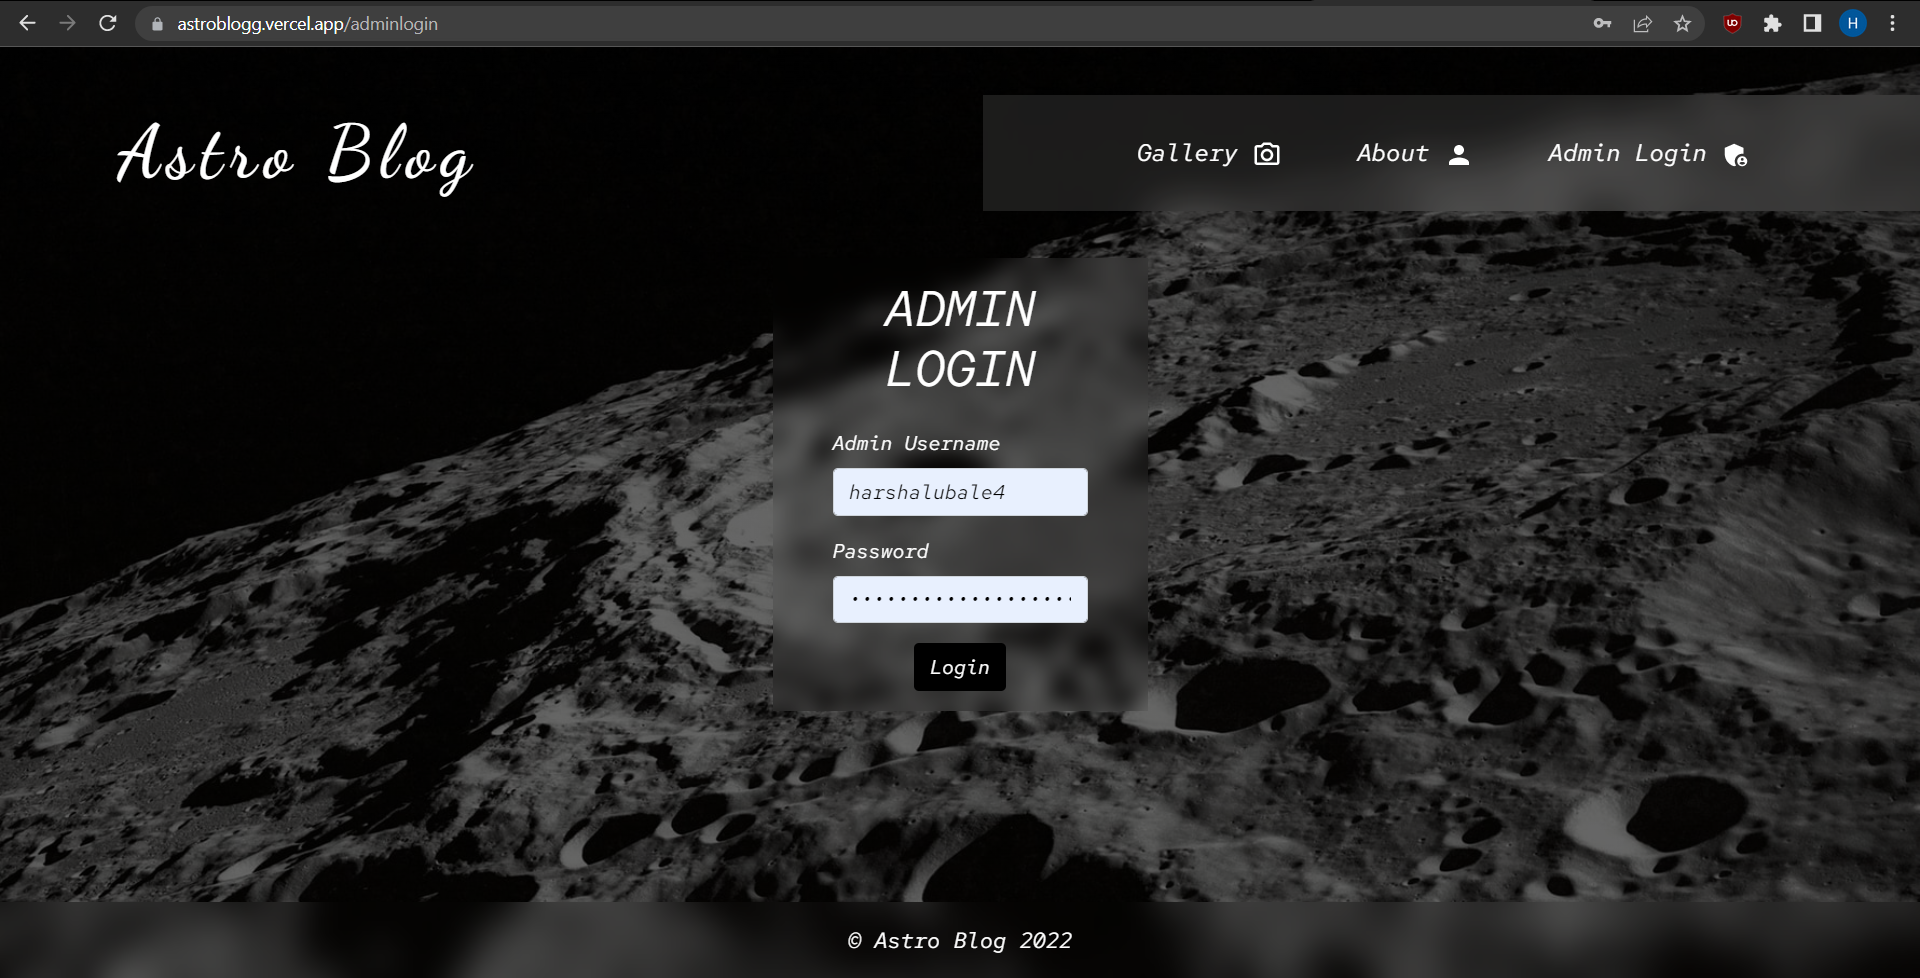 astroblogg.vercel.app/adminlogin
H
Astro Blog
Gallery
About
Admin Login
ADMIN
LOGIN
Admin Username
harshalubale4
Password
Login
© Astro Blog 2022